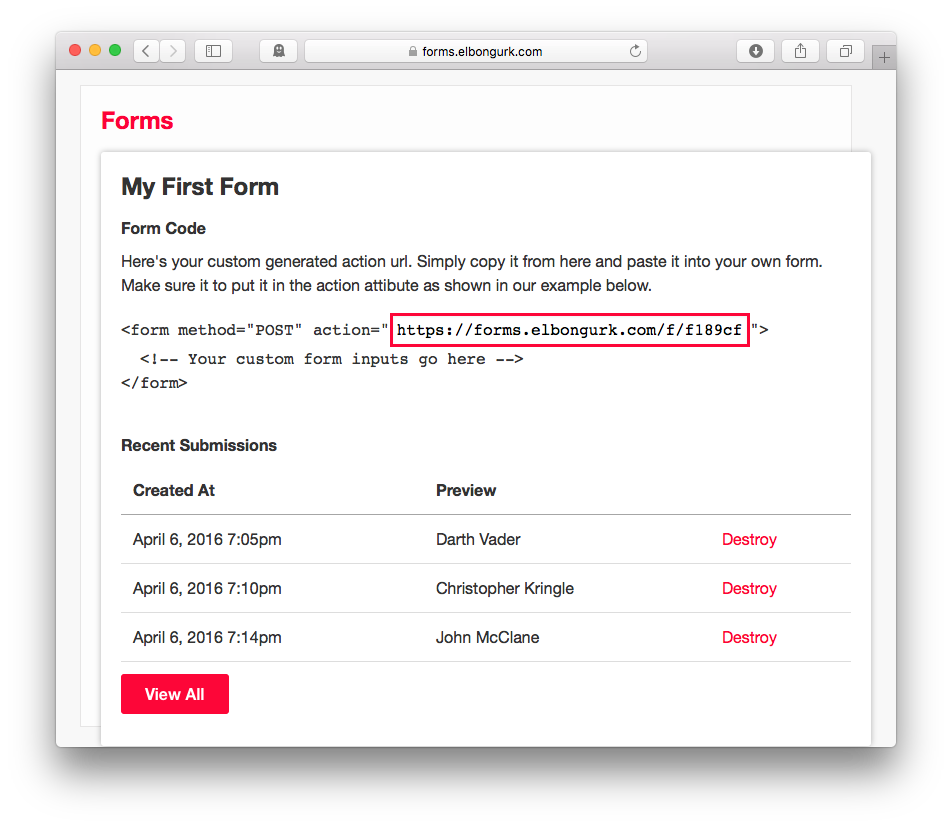 forms.elbongurk.com
Forms
My First Form
Form Code
Here's your custom generated action url. Simply copy it from here and paste it into your own form.
Make sure it to put it in the action attibute as shown in our example below.
<form method="POST" action="https://forms.elbongurk.com/f/f189cf">
<!-- Your custom form inputs go here -->
</form>
Recent Submissions
Created At Preview
April 6, 2016 7:05pm Darth Vader Destroy
April 6, 2016 7:10pm Christopher Kringle Destroy
April 6, 2016 7:14pm John McClane Destroy
View All